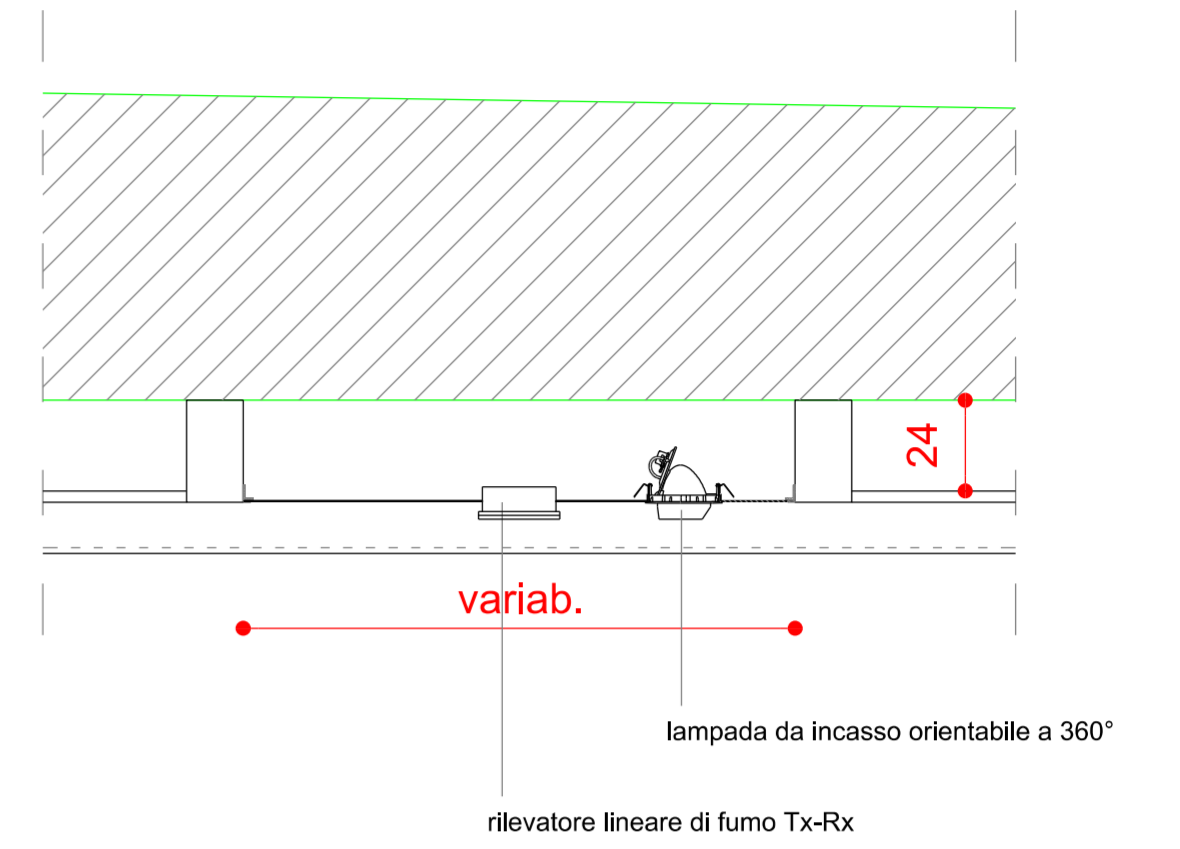 24
variab.
lampada da incasso orientabile a 360°
rilevatore lineare di fumo Tx-Rx